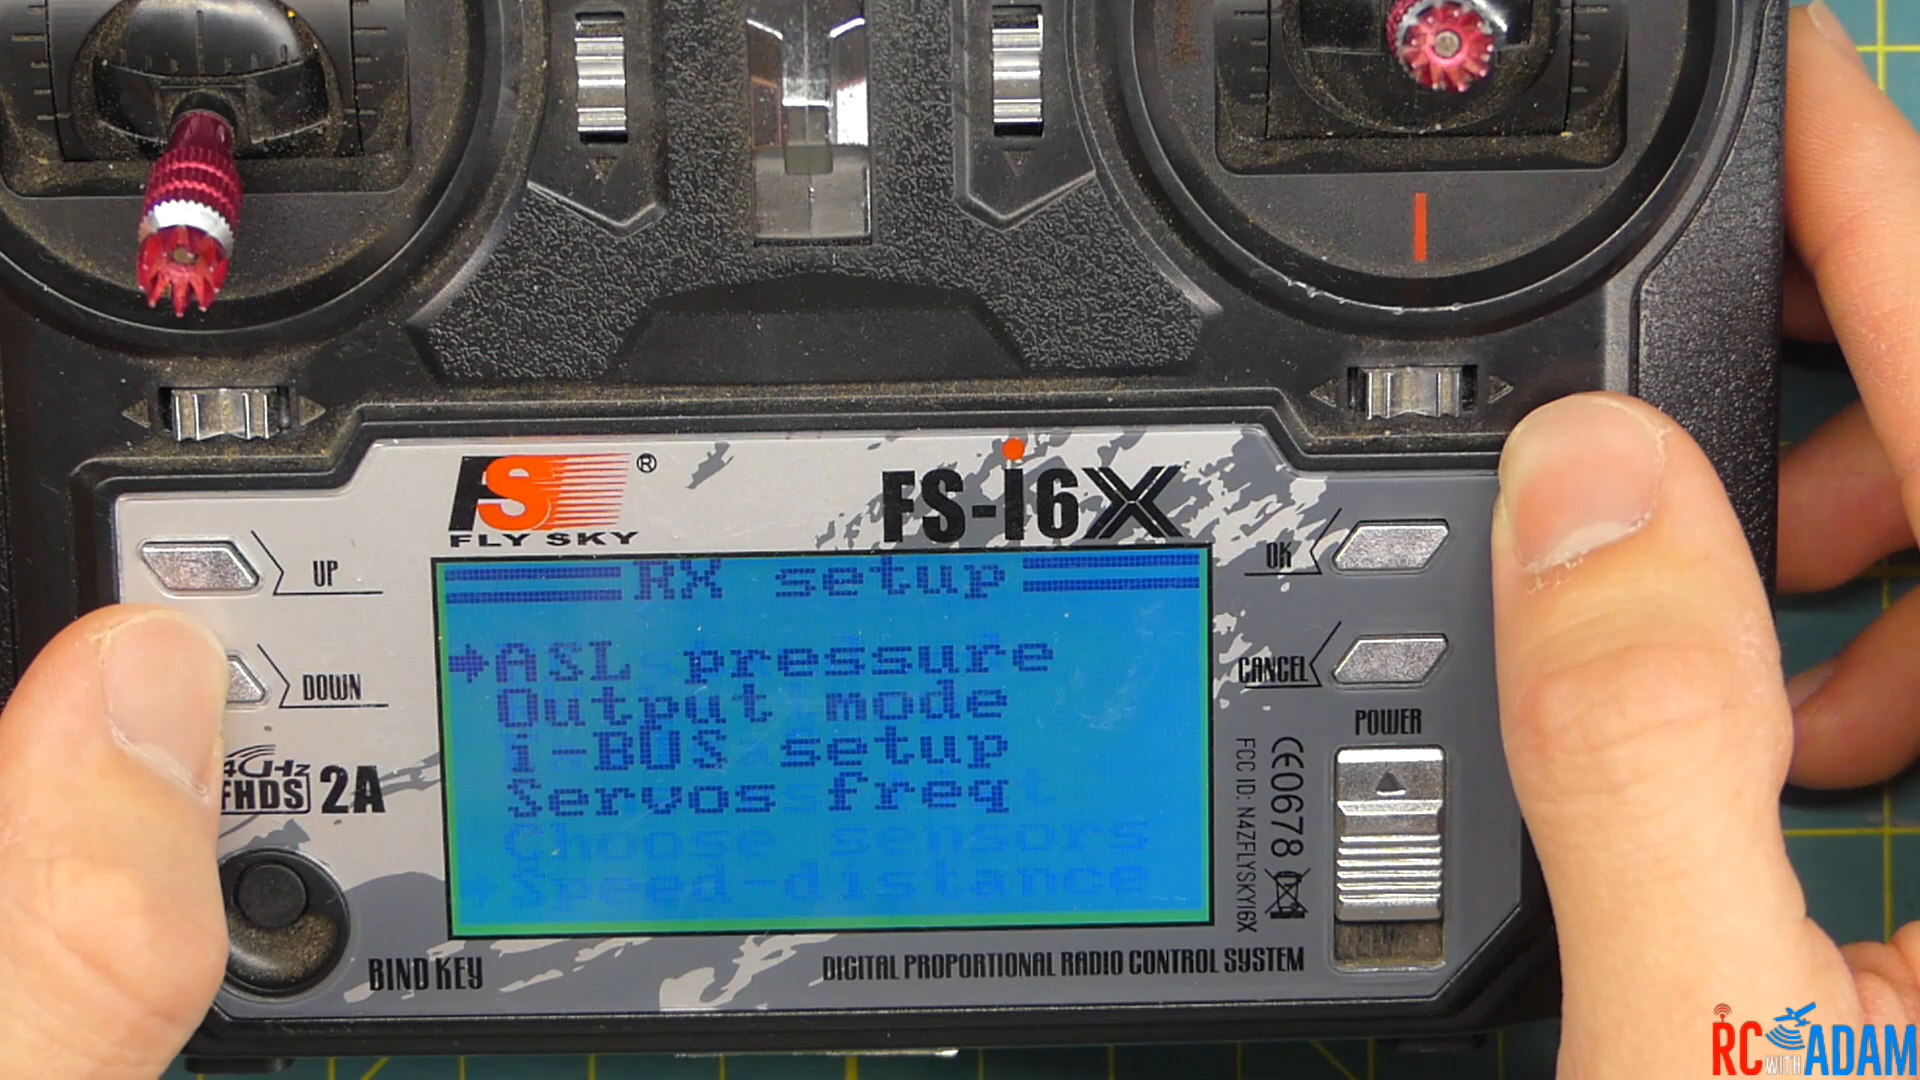 FS®
FLY SKY
FS-i6X
UP
DOWN
OK
CANCEL
POWER
RX setup
ASL pressure
Output mode
i-BUS setup
Servos freq
Choose sensors
Speed-distance
4GHz
FHDS 2A
BIND KEY
DIGITAL PROPORTIONAL RADIO CONTROL SYSTEM
CE0678
FCC ID: N4ZFLYSKYI6X
RC WITH ADAM